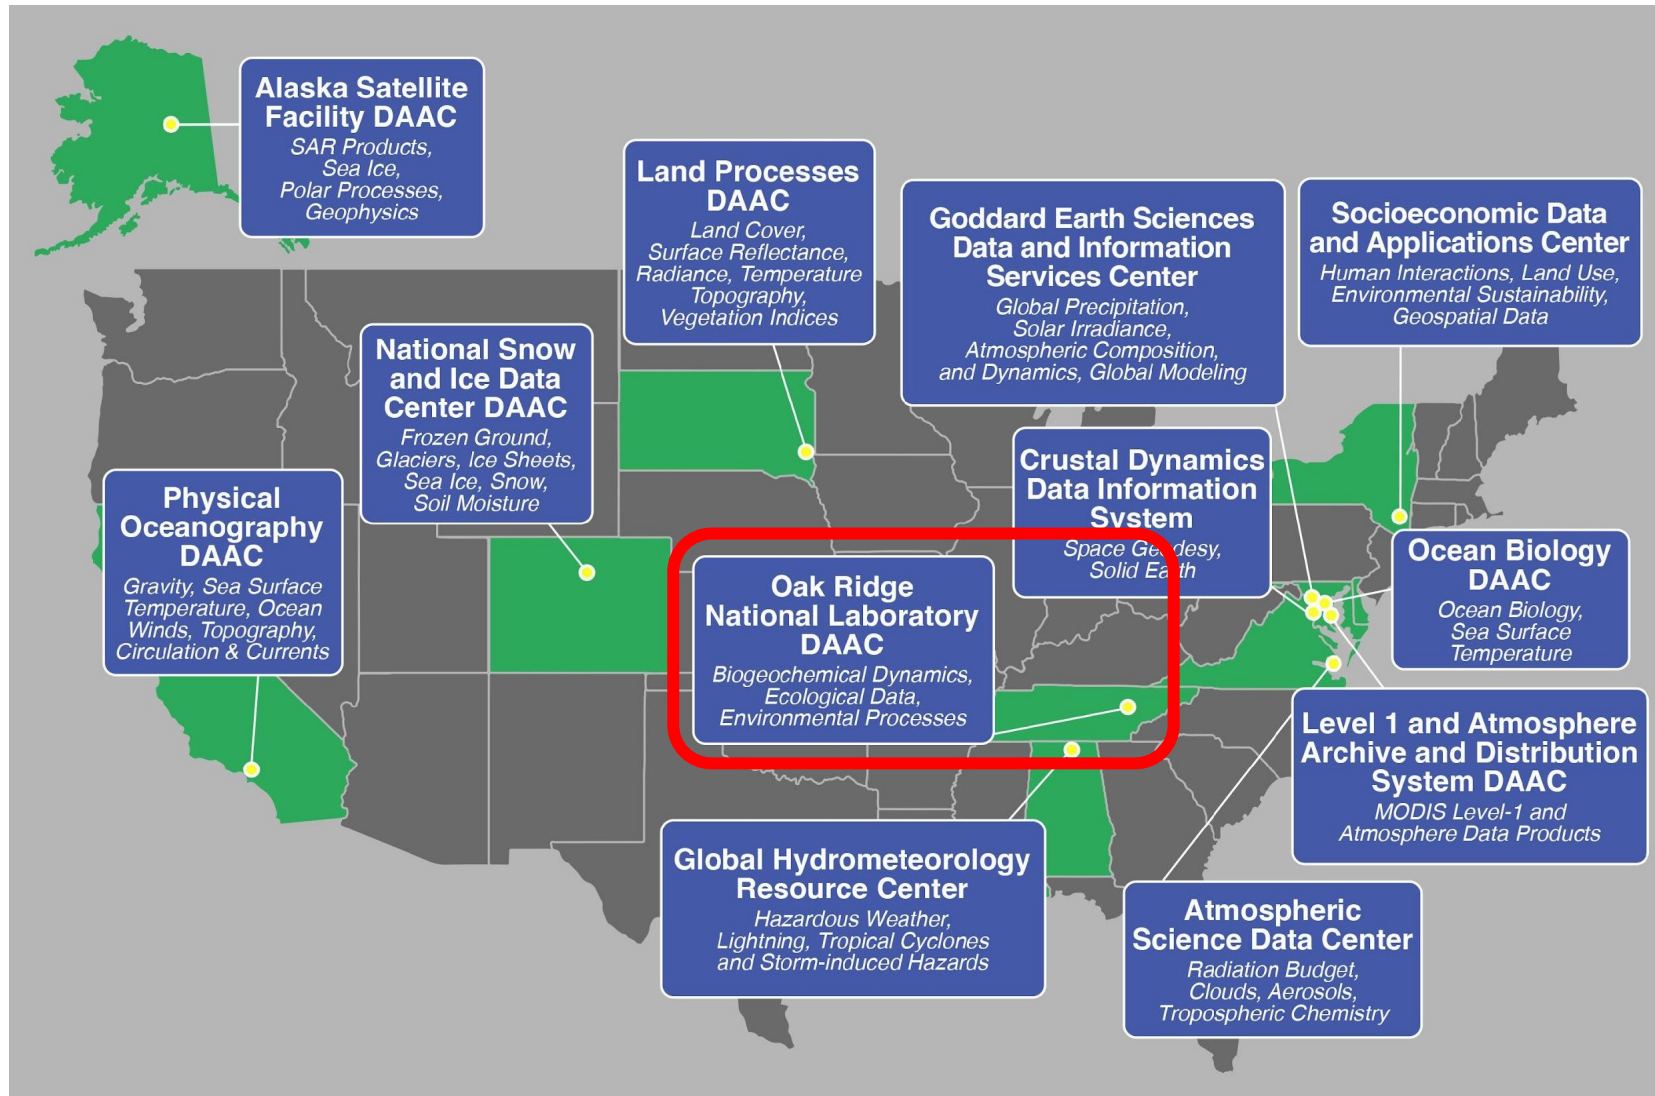 Alaska Satellite
Facility DAAC
SAR Products,
Sea Ice,
Polar Processes,
Geophysics
Land Processes
DAAC
Land Cover,
Surface Reflectance,
Radiance, Temperature
Topography,
Vegetation Indices
Goddard Earth Sciences
Data and Information
Services Center
Global Precipitation,
Solar Irradiance,
Atmospheric Composition,
and Dynamics, Global Modeling
Socioeconomic Data
and Applications Center
Human Interactions, Land Use,
Environmental Sustainability,
Geospatial Data
National Snow
and Ice Data
Center DAAC
Frozen Ground,
Glaciers, Ice Sheets,
Sea Ice, Snow,
Soil Moisture
Physical
Oceanography
DAAC
Gravity, Sea Surface
Temperature, Ocean
Winds, Topography,
Circulation & Currents
Crustal Dynamics
Data Information
System
Space Geodesy,
Solid Earth
Oak Ridge
National Laboratory
DAAC
Biogeochemical Dynamics,
Ecological Data,
Environmental Processes
Ocean Biology
DAAC
Ocean Biology,
Sea Surface
Temperature
Level 1 and Atmosphere
Archive and Distribution
System DAAC
MODIS Level-1 and
Atmosphere Data Products
Global Hydrometeorology
Resource Center
Hazardous Weather,
Lightning, Tropical Cyclones
and Storm-induced Hazards
Atmospheric
Science Data Center
Radiation Budget,
Clouds, Aerosols,
Tropospheric Chemistry